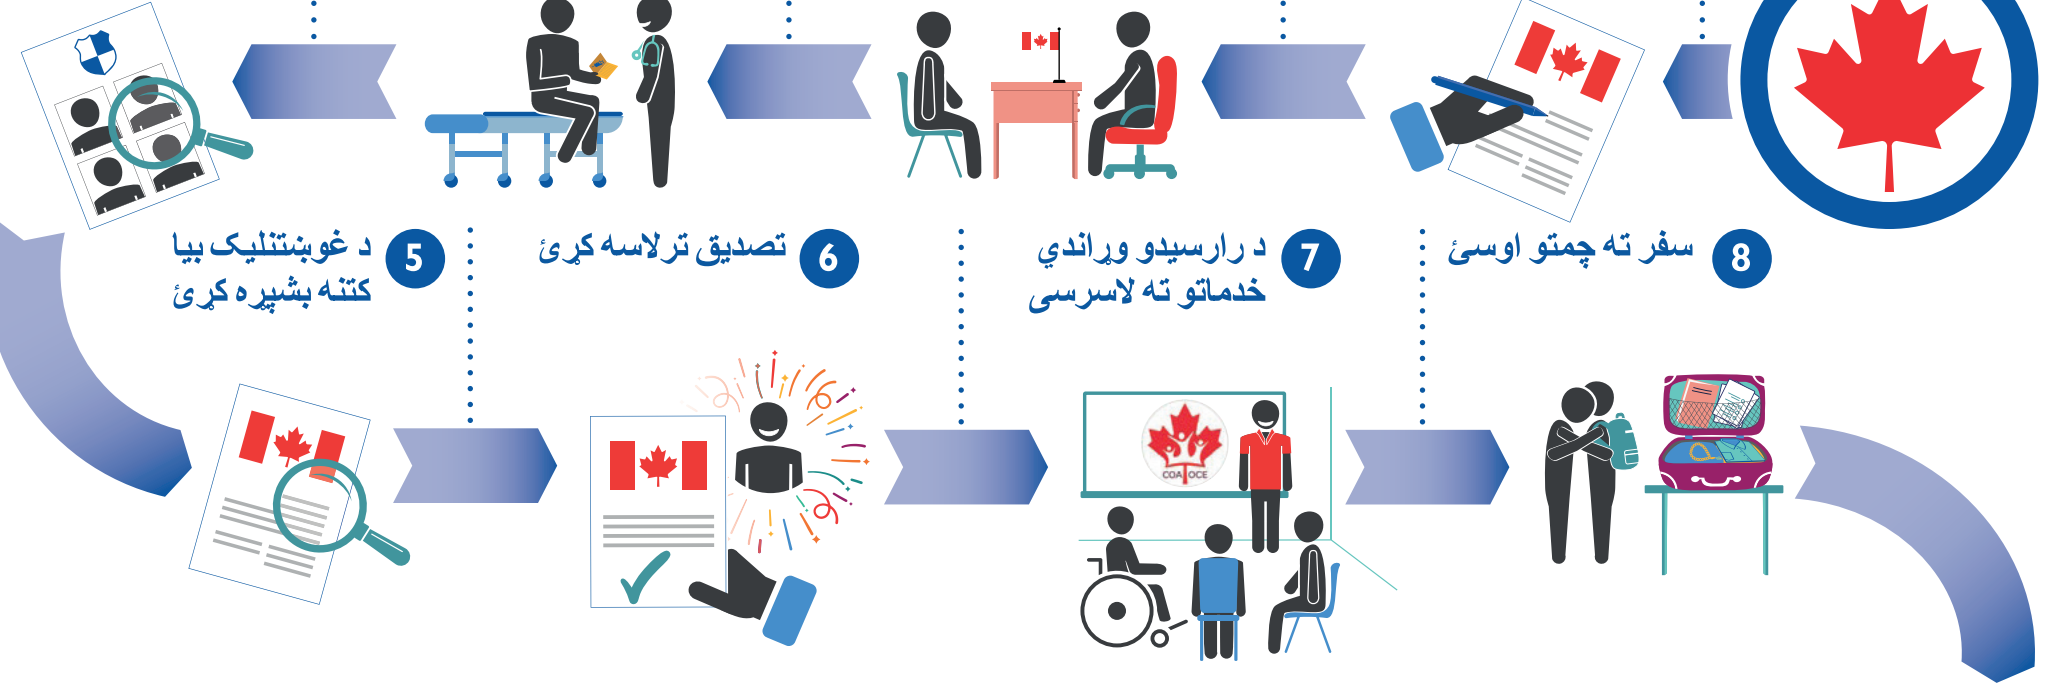 5
د غوښتنلیک بیا
کتنه بشپړه کړئ
6
تصدیق ترلاسه کړئ
7
د رارسیدو وړاندې
خدماتو ته لاسرسی
8
سفر ته چمتو اوسئ
COA OCE